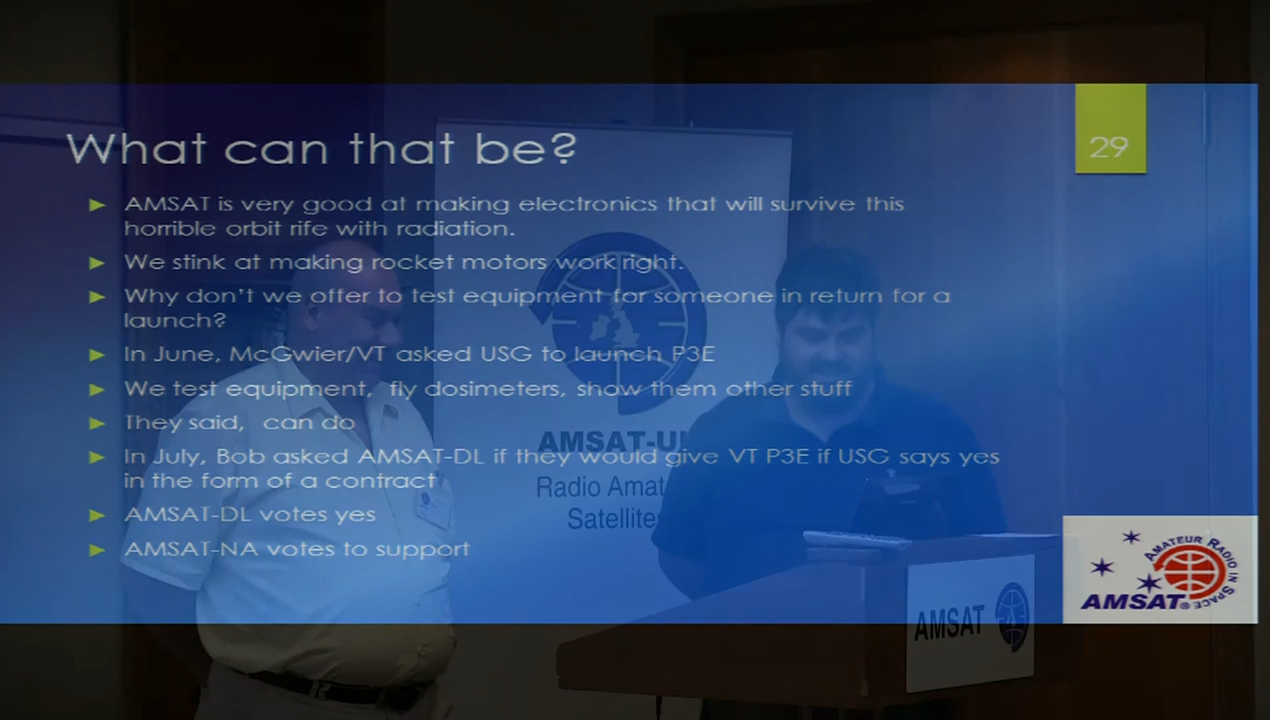 What can that be?
29
AMSAT is very good at making electronics that will survive this
horrible orbit rife with radiation.
We stink at making rocket motors work right.
Why don't we offer to test equipment for someone in return for a
launch?
In June, McGwier/VT asked USG to launch P3E
We test equipment, fly dosimeters, show them other stuff
They said, can do
In July, Bob asked AMSAT-DL if they would give VT P3E if USG says yes
in the form of a contract
AMSAT-DL votes yes
AMSAT-NA votes to support
AMSAT-U
Radio Amat
Satellite
AMATEUR RADIO IN SPACE
AMSAT®
AMSAT